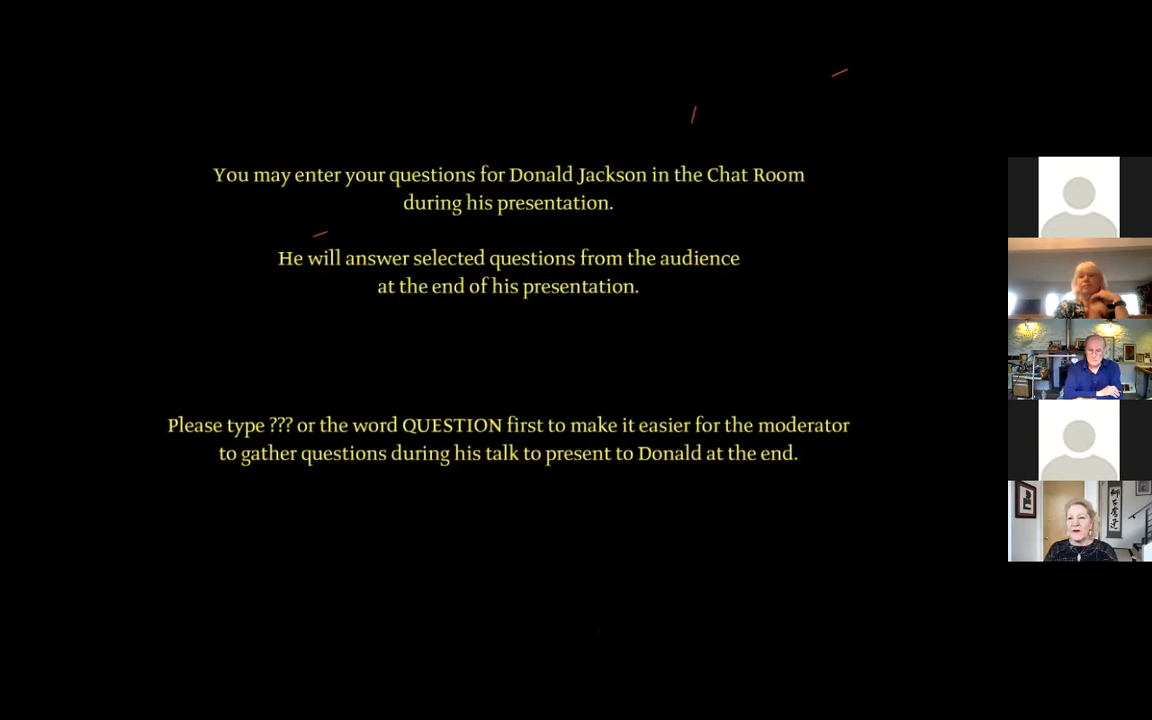 You may enter your questions for Donald Jackson in the Chat Room
during his presentation.
He will answer selected questions from the audience
at the end of his presentation.
Please type ??? or the word QUESTION first to make it easier for the moderator
to gather questions during his talk to present to Donald at the end.